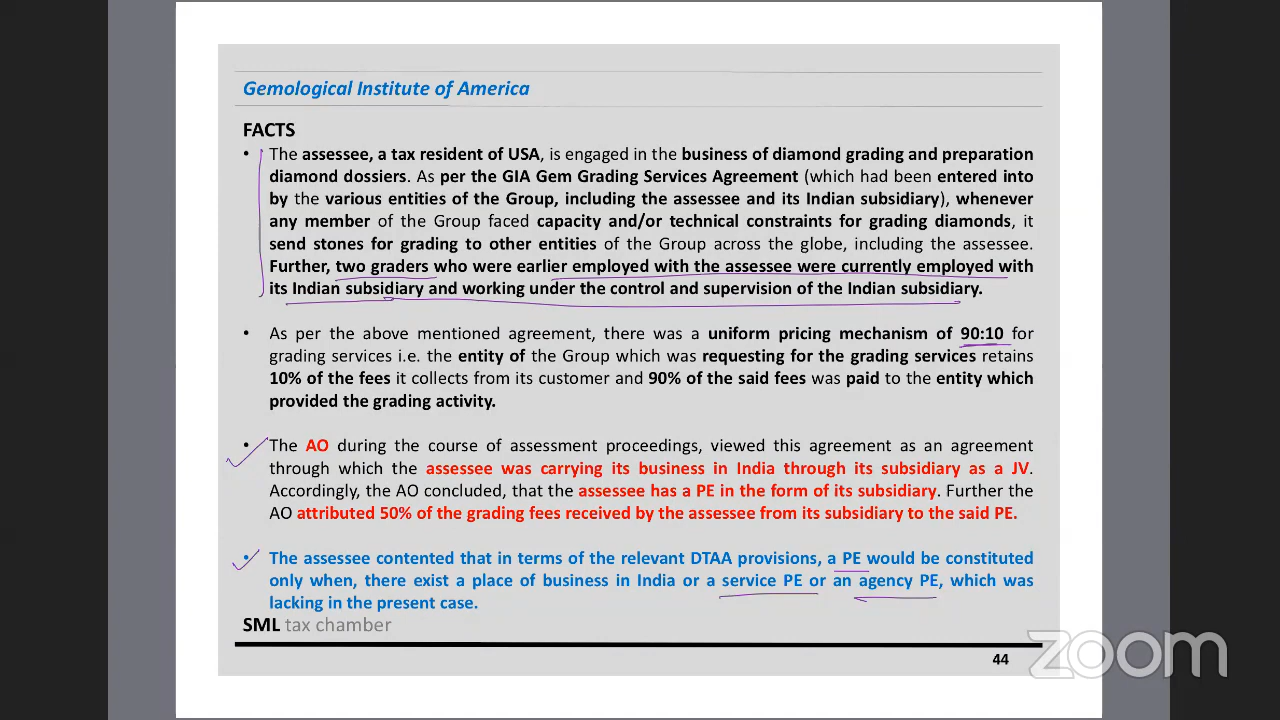 Gemological Institute of America
FACTS
• The assessee, a tax resident of USA, is engaged in the business of diamond grading and preparation
diamond dossiers. As per the GIA Gem Grading Services Agreement (which had been entered into
by the various entities of the Group, including the assessee and its Indian subsidiary), whenever
any member of the Group faced capacity and/or technical constraints for grading diamonds, it
send stones for grading to other entities of the Group across the globe, including the assessee.
Further, two graders who were earlier employed with the assessee were currently employed with
its Indian subsidiary and working under the control and supervision of the Indian subsidiary.
• As per the above mentioned agreement, there was a uniform pricing mechanism of 90:10 for
grading services i.e. the entity of the Group which was requesting for the grading services retains
10% of the fees it collects from its customer and 90% of the said fees was paid to the entity which
provided the grading activity.
• The AO during the course of assessment proceedings, viewed this agreement as an agreement
through which the assessee was carrying its business in India through its subsidiary as a JV.
Accordingly, the AO concluded, that the assessee has a PE in the form of its subsidiary. Further the
AO attributed 50% of the grading fees received by the assessee from its subsidiary to the said PE.
• The assessee contented that in terms of the relevant DTAA provisions, a PE would be constituted
only when, there exist a place of business in India or a service PE or an agency PE, which was
lacking in the present case.
SML tax chamber
44
zoom